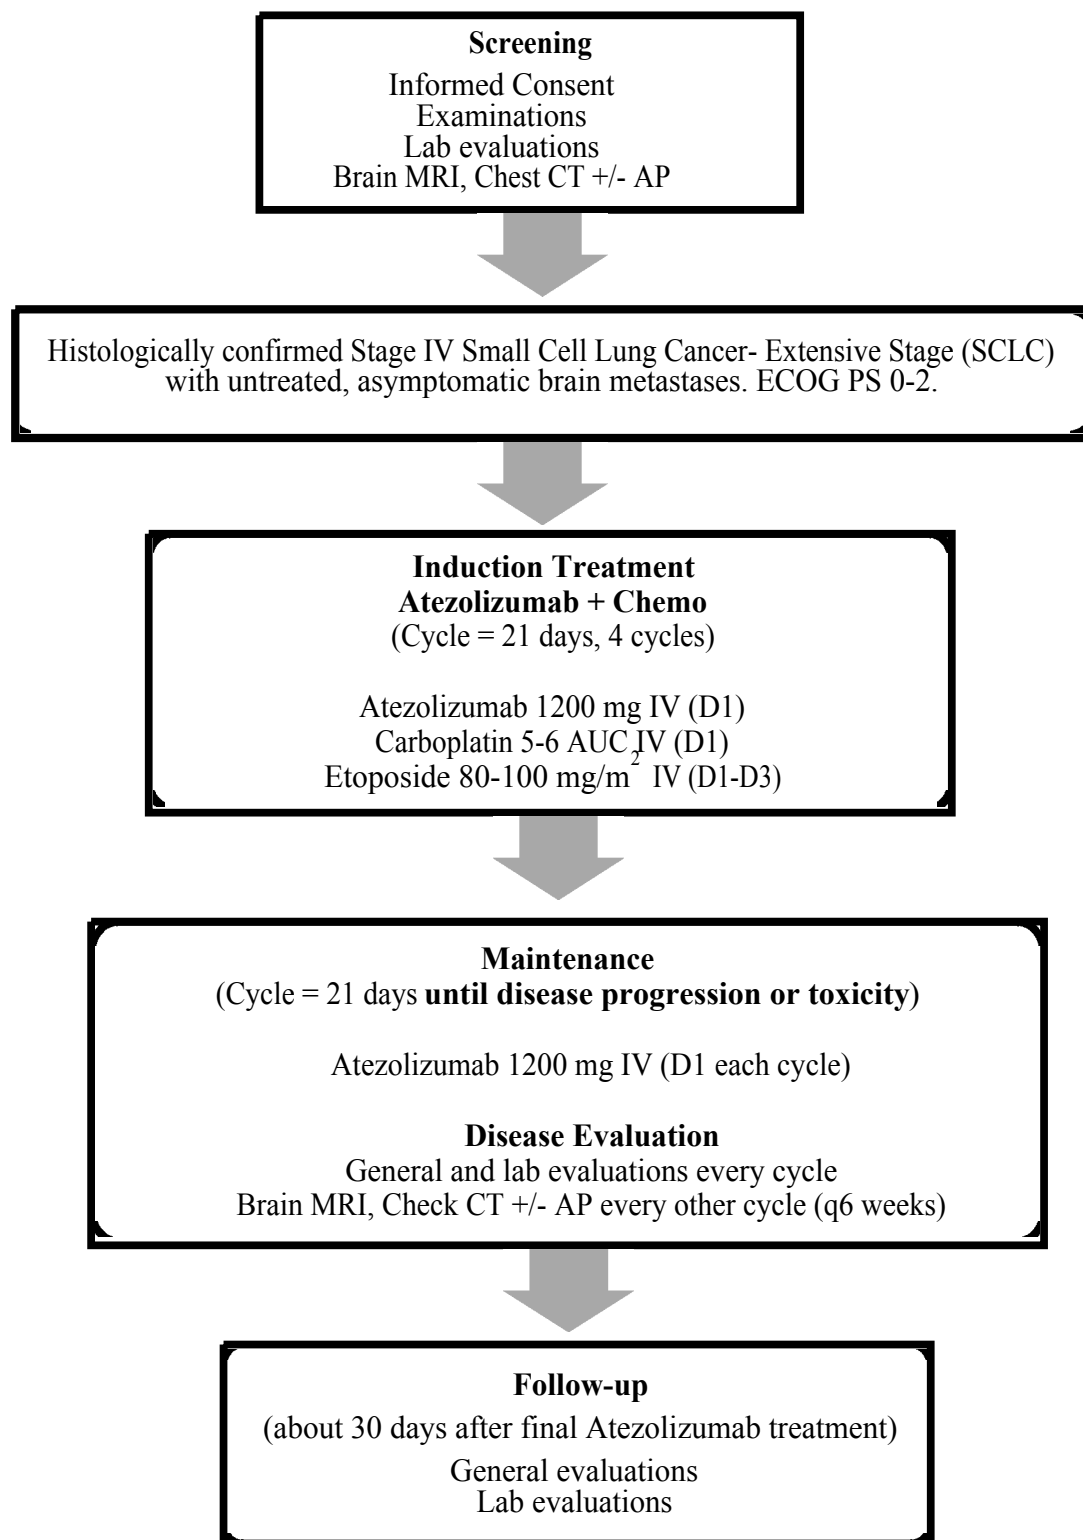 Screening
Informed Consent
Examinations
Lab evaluations
Brain MRI, Chest CT +/- AP
Histologically confirmed Stage IV Small Cell Lung Cancer- Extensive Stage (SCLC)
with untreated, asymptomatic brain metastases. ECOG PS 0-2.
Induction Treatment
Atezolizumab + Chemo
(Cycle = 21 days, 4 cycles)
Atezolizumab 1200 mg IV (D1)
Carboplatin 5-6 AUC IV (D1)
Etoposide 80-100 mg/m² IV (D1-D3)
Maintenance
(Cycle = 21 days until disease progression or toxicity)
Atezolizumab 1200 mg IV (D1 each cycle)
Disease Evaluation
General and lab evaluations every cycle
Brain MRI, Check CT +/- AP every other cycle (q6 weeks)
Follow-up
(about 30 days after final Atezolizumab treatment)
General evaluations
Lab evaluations